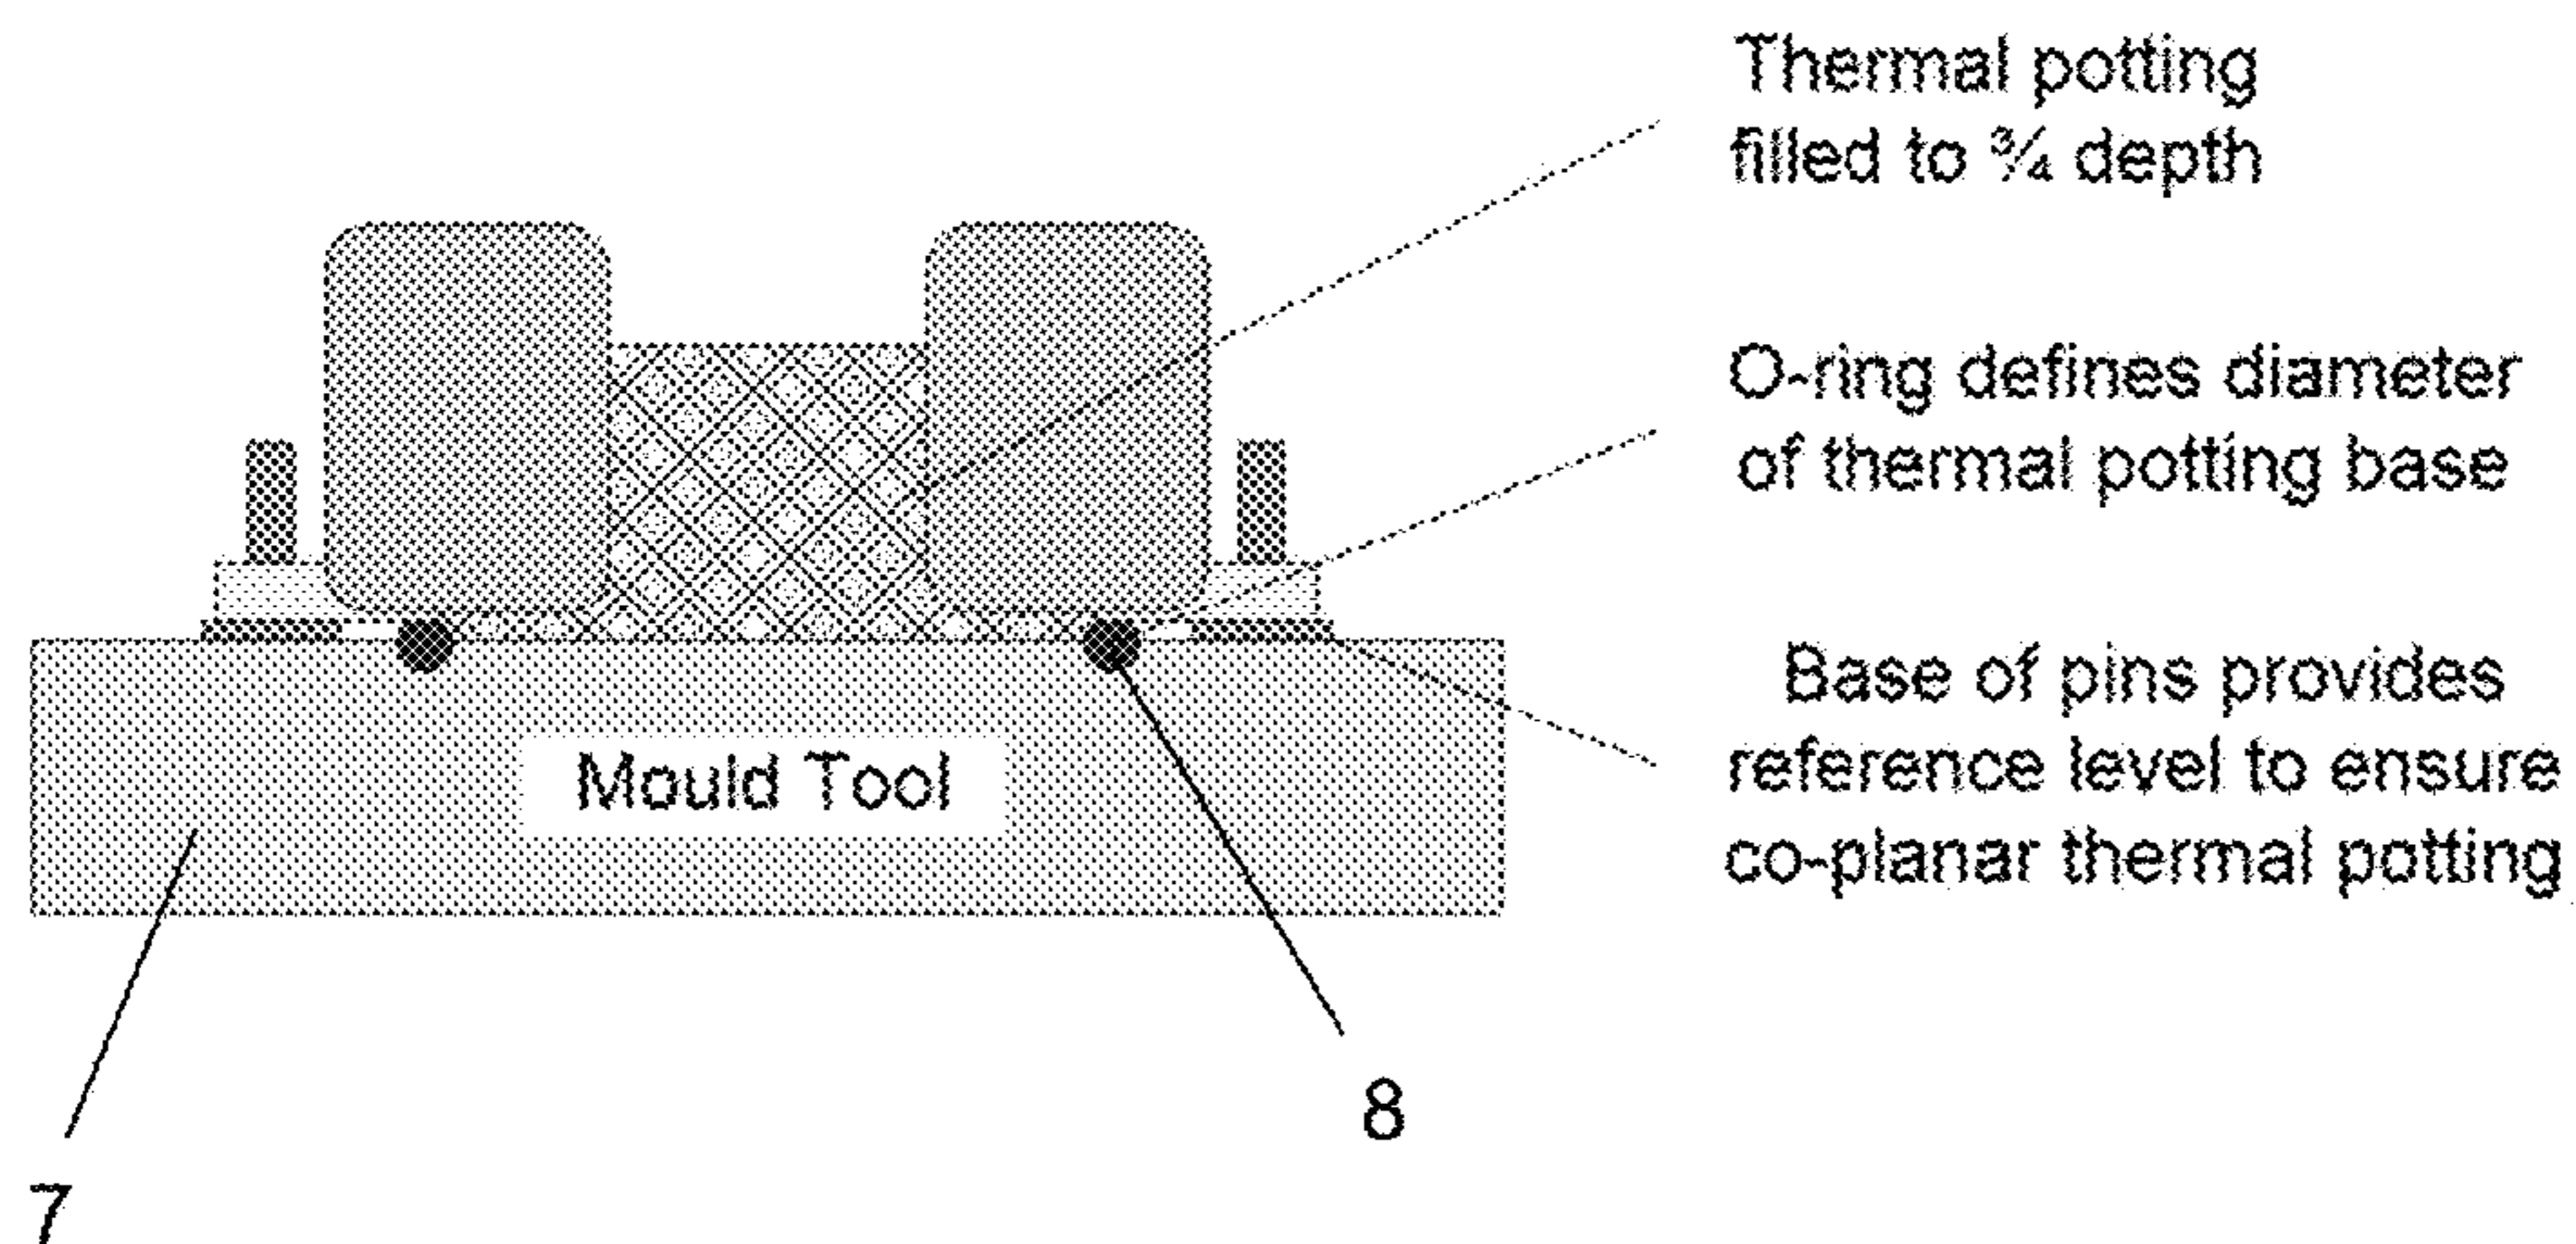 Thermal potting
filled to ¾ depth
O-ring defines diameter
of thermal potting base
Base of pins provides
reference level to ensure
co-planar thermal potting
Mould Tool
8
7